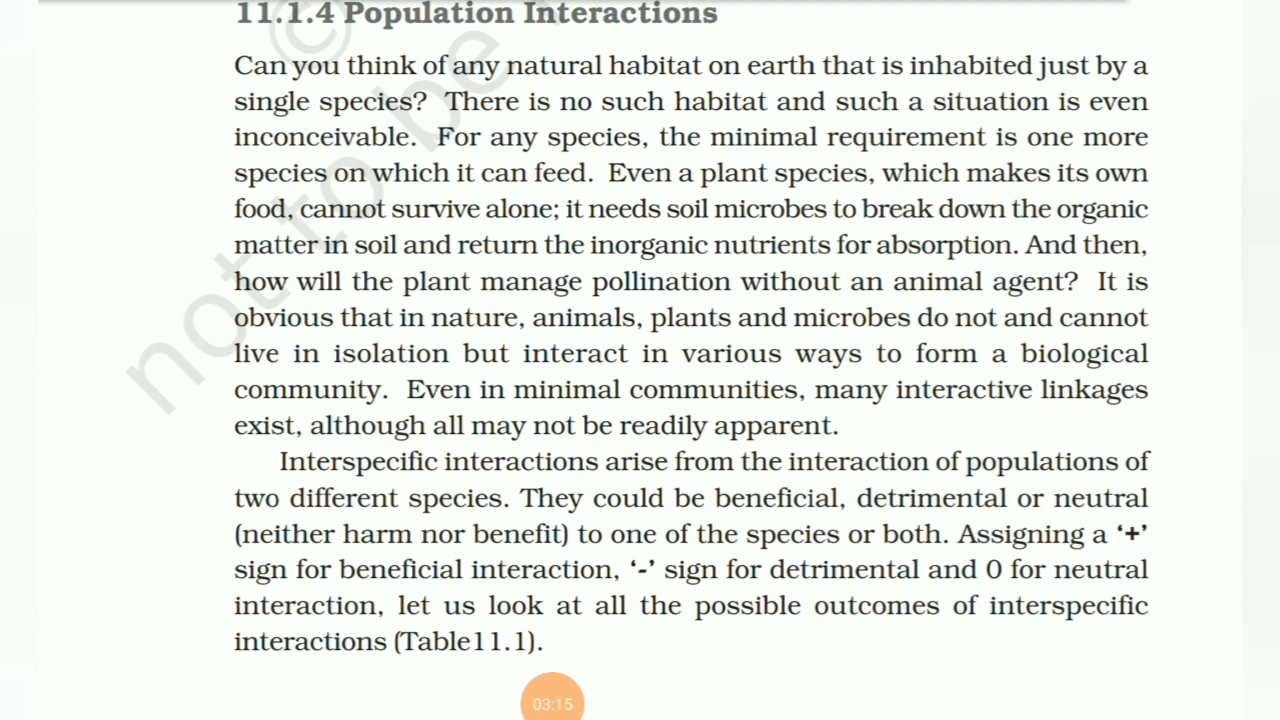 11.1.4 Population Interactions
Can you think of any natural habitat on earth that is inhabited just by a
single species? There is no such habitat and such a situation is even
inconceivable. For any species, the minimal requirement is one more
species on which it can feed. Even a plant species, which makes its own
food, cannot survive alone; it needs soil microbes to break down the organic
matter in soil and return the inorganic nutrients for absorption. And then,
how will the plant manage pollination without an animal agent? It is
obvious that in nature, animals, plants and microbes do not and cannot
live in isolation but interact in various ways to form a biological
community. Even in minimal communities, many interactive linkages
exist, although all may not be readily apparent.
Interspecific interactions arise from the interaction of populations of
two different species. They could be beneficial, detrimental or neutral
(neither harm nor benefit) to one of the species or both. Assigning a ‘+’
sign for beneficial interaction, ‘-’ sign for detrimental and 0 for neutral
interaction, let us look at all the possible outcomes of interspecific
interactions (Table11.1).
03:15
©
not to be